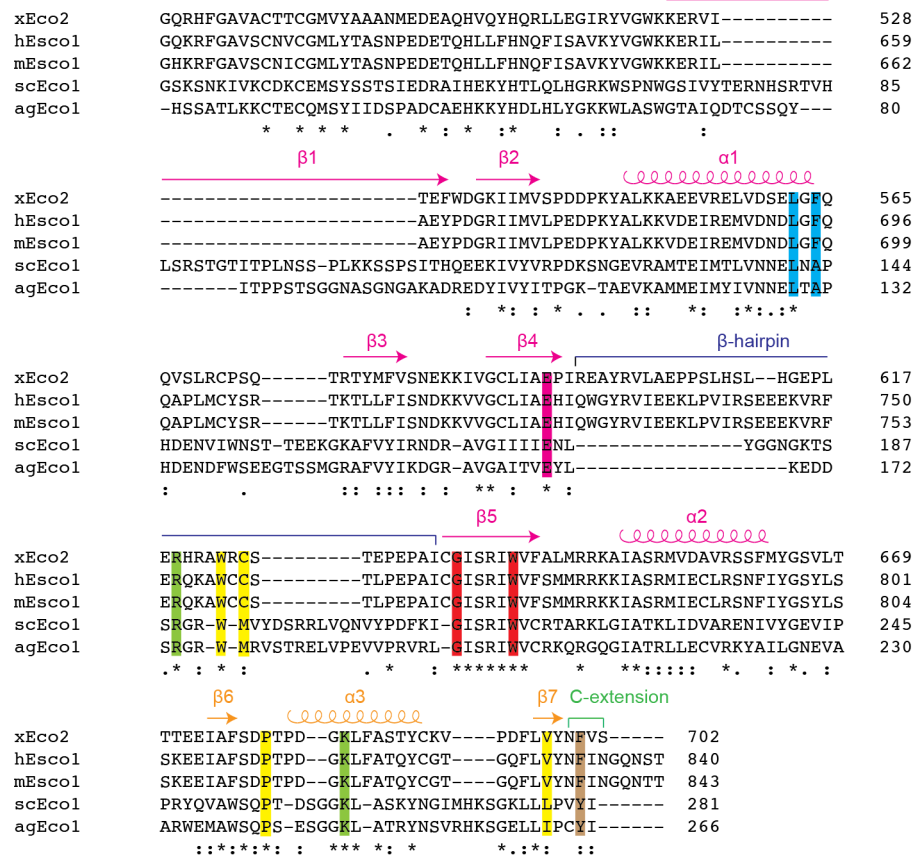 xEco2 GQRHFGAVACTTCGMVYAAANMEDEAQHVQYHQRLLEGIRYVGWKKERVI---------- 528
hEsco1 GQKRFGAVSCNVCGMLYTASNPEDETQHLLFHNQFISAVKYVGWKKERIL---------- 659
mEsco1 GHKRFGAVSCNICGMLYTASNPEDETQHLLFHNQFISAVKYVGWKKERIL---------- 662
scEco1 GSKSNKIVKCDKCEMSYSSTSIEDRAIHEKYHTLQLHGRKWSPNWGSIVYTERNHSRTVH 85
agEco1 -HSSATLKKCTECQMSYIIDSPADCAEHKKYHDLHLYGKKWLASWGTAIQDTCSSQY--- 80
* * * * . * : :* : . : : :
β1 β2 α1
xEco2 -----------------------TEFWDGKIIMVSPDDPKYALKKAEEVRELVDSELGFQ 565
hEsco1 -----------------------AEYPDGRIIMVLPEDPKYALKKVDEIREMVDNDLGFQ 696
mEsco1 -----------------------AEYPDGRIIMVLPEDPKYALKKVDEIREMVDNDLGFQ 699
scEco1 LSRSTGTITPLNSS-PLKKSSPSITHQEEKIVYVRPDKSNGEVRAMTEIMTLVNNELNAP 144
agEco1 -------ITPPSTSGGNASGNGAKADREDYIVYITPGK-TAEVKAMMEIMYIVNNELTAP 132
: *: : * . . :: *: :*:.:*
β3 β4 β-hairpin
xEco2 QVSLRCPSQ------TRTYMFVSNEKKIVGCLIAEPIREAYRVLAEPPSLHSL--HGEPL 617
hEsco1 QAPLMCYSR------TKTLLFISNDKKVVGCLIAEHIQWGYRVIEEKLPVIRSEEEKVRF 750
mEsco1 QAPLMCYSR------TKTLLFISNDKKVVGCLIAEHIQWGYRVIEEKLPVIRSEEEKVRF 753
scEco1 HDENVIWNST-TEEKGKAFVYIRNDR-AVGIIIIENL---------------YGGNGKTS 187
agEco1 HDENDFWSEEGTSSMGRAFVYIKDGR-AVGAITVEYL-------------------KEDD 172
: . :: :: : : ** : * :
β5 α2
xEco2 ERHRAWRCS---------TEPEPAICGISRIWVFALMRRKAIASRMVDAVRSSFMYGSVLT 669
hEsco1 ERQKAWCCS---------TLPEPAICGISRIWVFSMMRRKKIASRMIECLRSNFIYGSYLS 801
mEsco1 ERQKAWCCS---------TLPEPAICGISRIWVFSMMRRKKIASRMIECLRSNFIYGSYLS 804
scEco1 SRGR-W-MVYDSRRLVQNVYPDFKI-GISRIWVCRTARKLGIATKLIDVARENIVYGEVIP 245
agEco1 SRGR-W-MRVSTRELVPEVVPRVRL-GISRIWVCRKQRGQGIATRLLECVRKYAILGNEVA 230
.* : * : . * : ******* * **::::: * : *. :
β6 α3 β7 C-extension
xEco2 TTEEIAFSDPTPD--GKLFASTYCKV----PDFLVYNFVS----- 702
hEsco1 SKEEIAFSDPTPD--GKLFATQYCGT----GQFLVYNFINGQNST 840
mEsco1 SKEEIAFSDPTPD--GKLFATQYCGT----GQFLVYNFINGQNTT 843
scEco1 PRYQVAWSQPT-DSGGKL-ASKYNGIMHKSGKLLLPVYI------ 281
agEco1 ARWEMAWSQPS-ESGGKL-ATRYNSVRHKSGELLIPCYI------ 266
::*:*:*: : *** *: * *.:*: ::